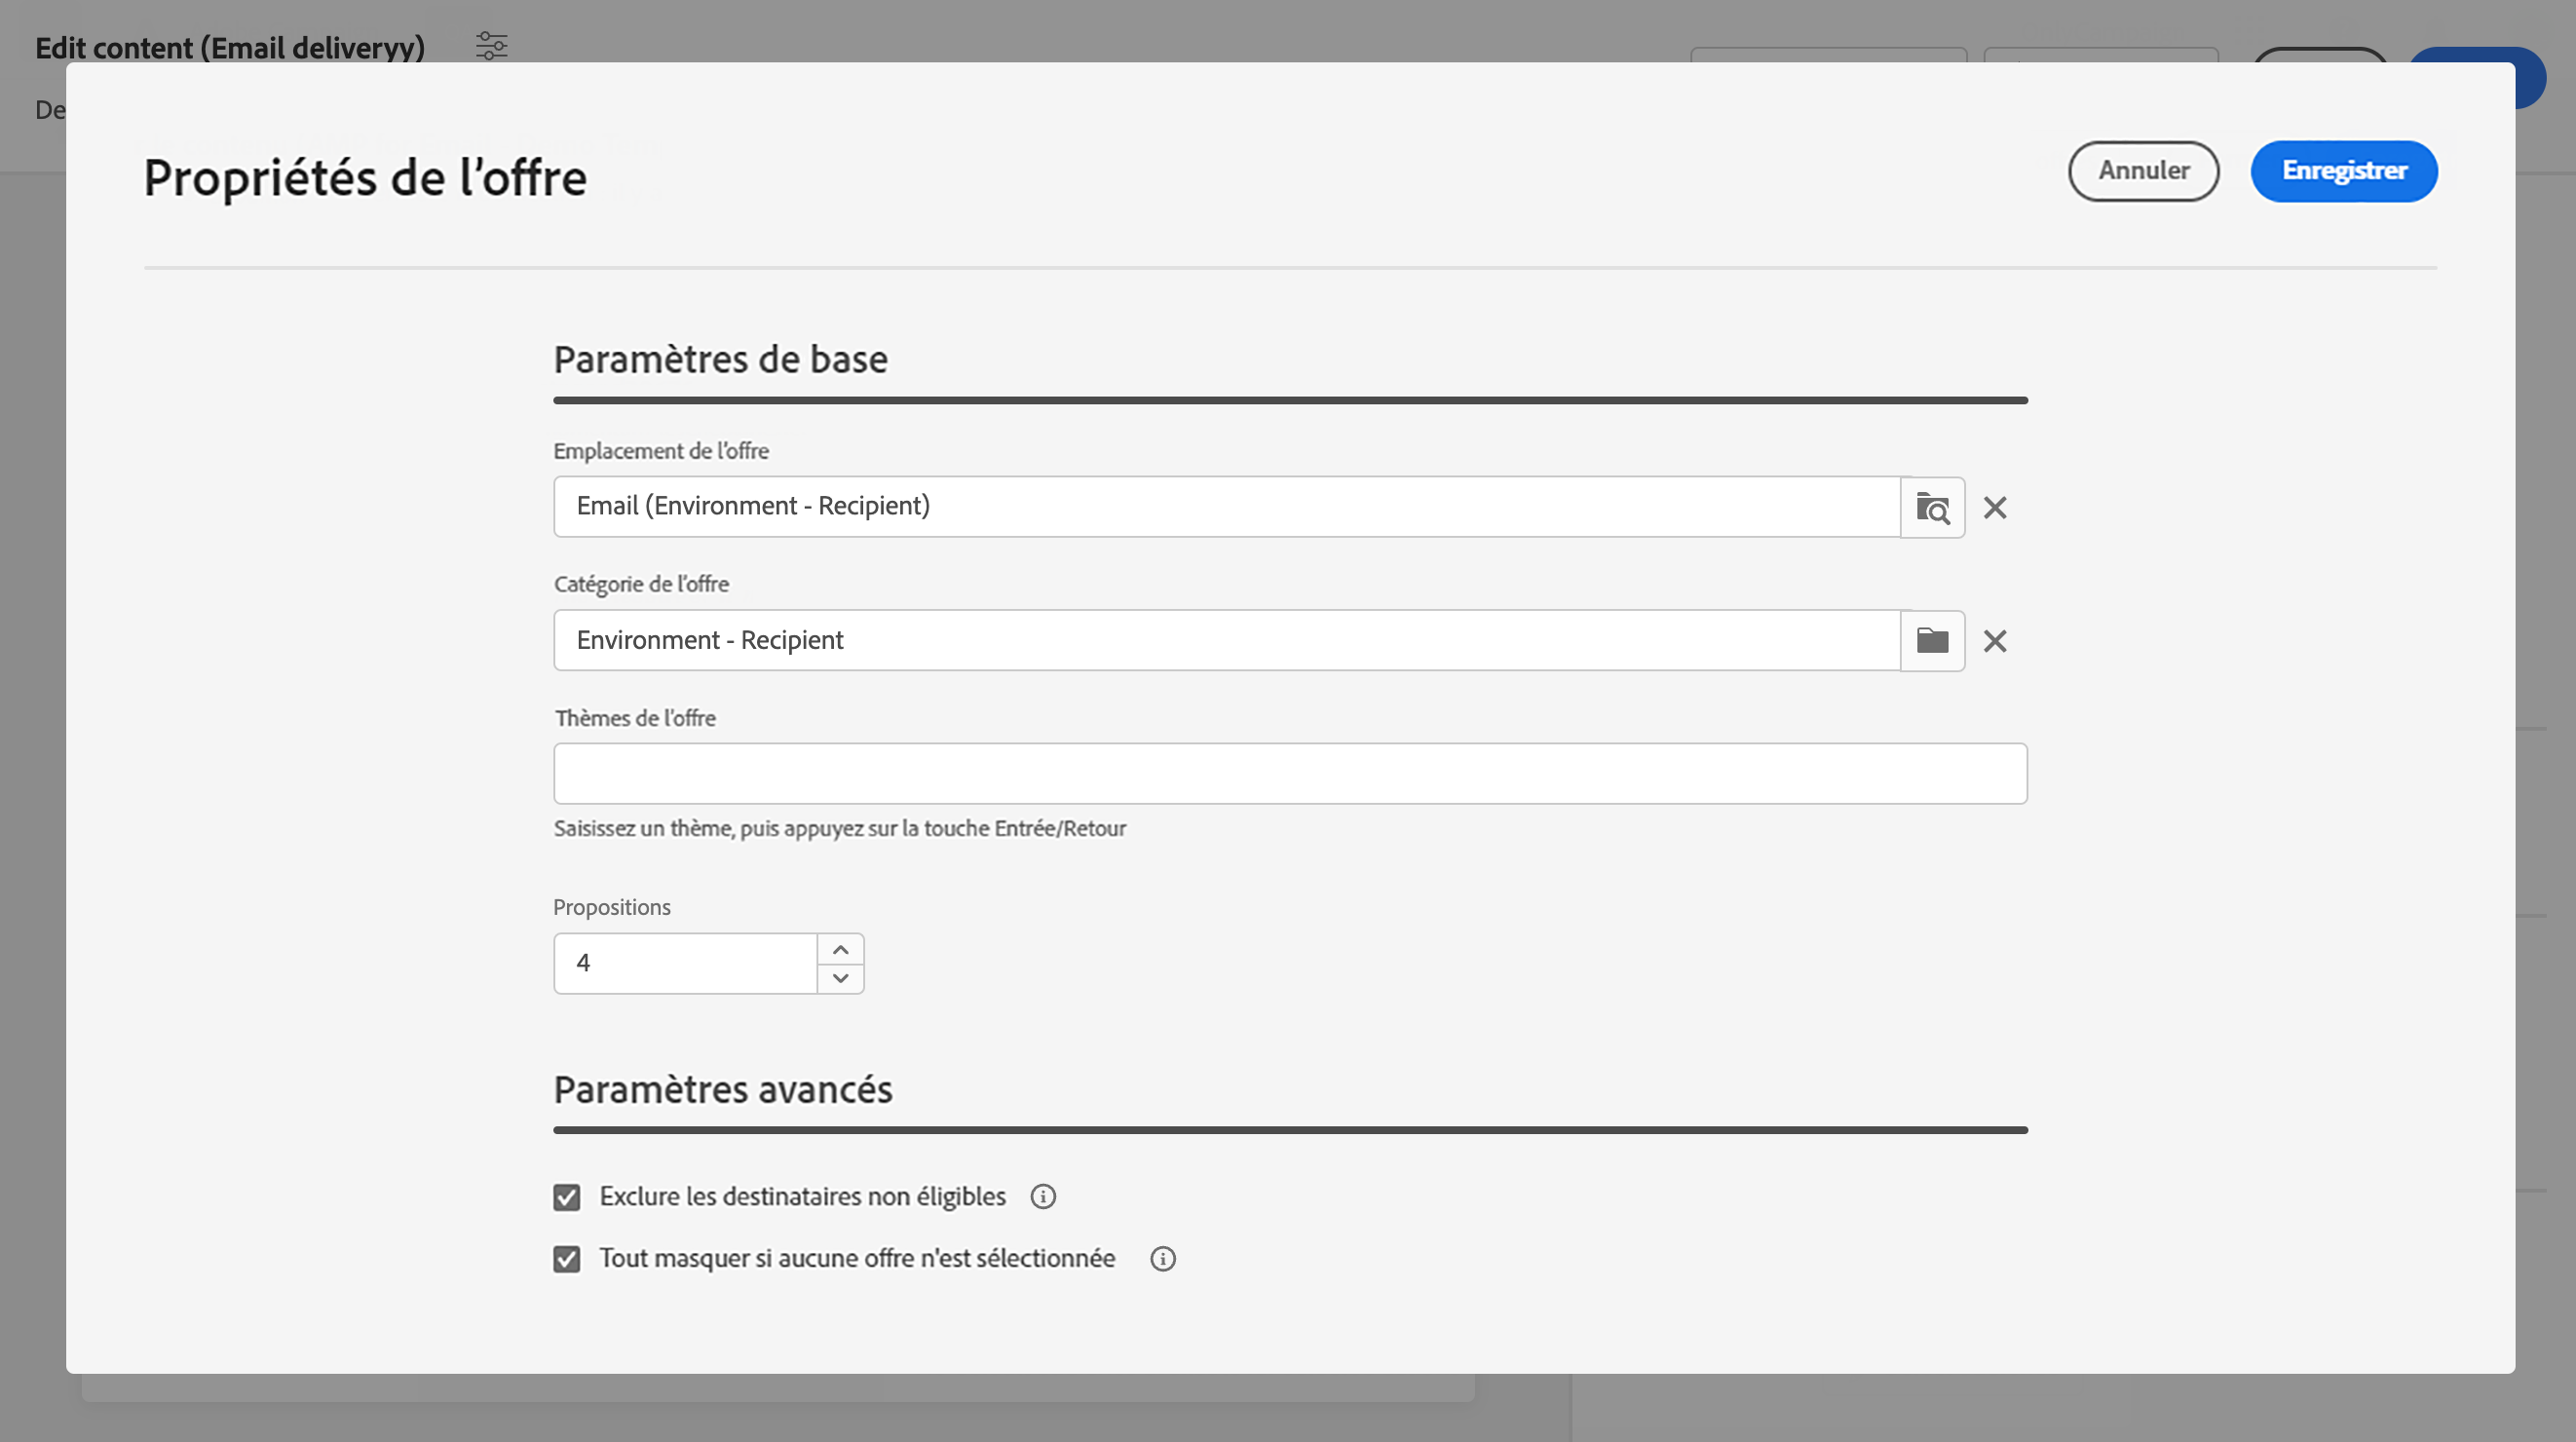 Edit content (Email deliveryy)
De
Propriétés de l’offre
Annuler
Enregistrer
Paramètres de base
Emplacement de l’offre
Email (Environment - Recipient)
Catégorie de l’offre
Environment - Recipient
Thèmes de l’offre
Saisissez un thème, puis appuyez sur la touche Entrée/Retour
Propositions
4
Paramètres avancés
Exclure les destinataires non éligibles
Tout masquer si aucune offre n'est sélectionnée